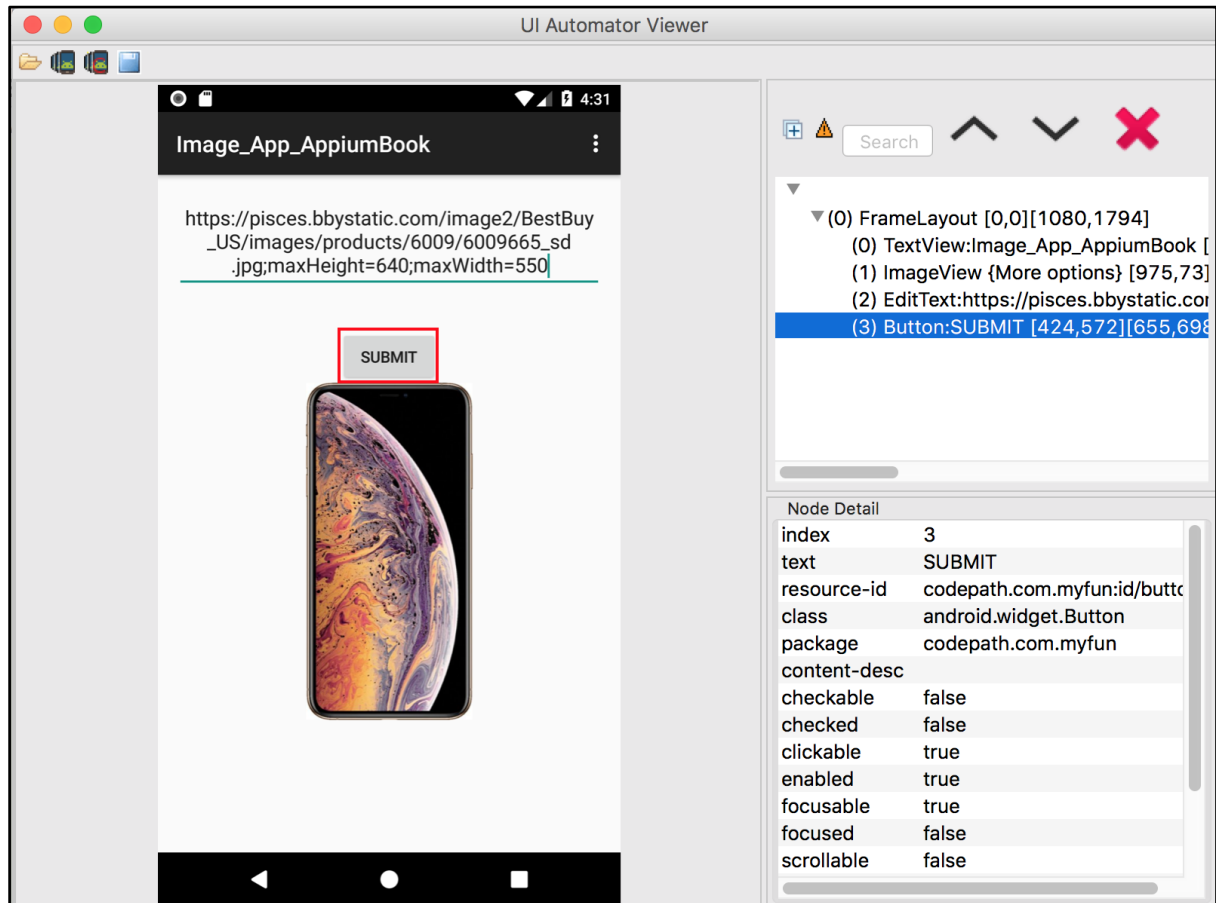 UI Automator Viewer
4:31
Image_App_AppiumBook
https://pisces.bbystatic.com/image2/BestBuy
_US/images/products/6009/6009665_sd
.jpg;maxHeight=640;maxWidth=550
SUBMIT
Search
(0) FrameLayout [0,0][1080,1794]
(0) TextView:Image_App_AppiumBook [
(1) ImageView {More options} [975,73]
(2) EditText:https://pisces.bbystatic.co
(3) Button:SUBMIT [424,572][655,698
Node Detail
index 3
text SUBMIT
resource-id codepath.com.myfun:id/butto
class android.widget.Button
package codepath.com.myfun
content-desc
checkable false
checked false
clickable true
enabled true
focusable true
focused false
scrollable false